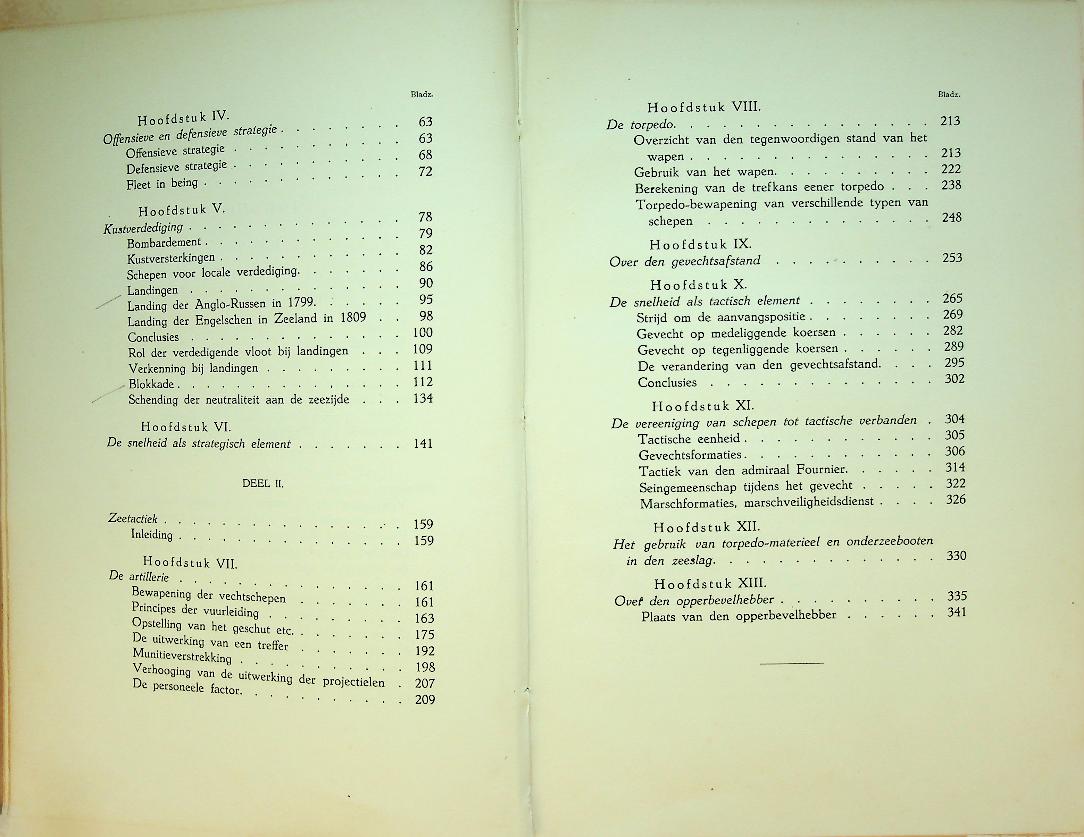 Bladz.
Hoofdstuk IV.
Offensieve en defensieve strategie . . . . . . . . 63
Offensieve strategie . . . . . . . . . . 63
Defensieve strategie . . . . . . . . . . 68
Fleet in being . . . . . . . . . . . . 72
Hoofdstuk V.
Kustverdediging . . . . . . . . . . . . 78
Bombardement . . . . . . . . . . . . 79
Kustversterkingen . . . . . . . . . . . 82
Schepen voor locale verdediging. . . . . . . 86
Landingen . . . . . . . . . . . . . 90
Landing der Anglo-Russen in 1799. . . . . . 95
Landing der Engelschen in Zeeland in 1809 . . 98
Conclusies . . . . . . . . . . . . . 100
Rol der verdedigende vloot bij landingen . . . 109
Verkenning bij landingen . . . . . . . . . 111
Blokkade . . . . . . . . . . . . . . 112
Schending der neutraliteit aan de zeezijde . . . 134
Hoofdstuk VI.
De snelheid als strategisch element . . . . . . . 141
DEEL II.
Zeetactiek . . . . . . . . . . . . . . 159
Inleiding . . . . . . . . . . . . . . 159
Hoofdstuk VII.
De artillerie . . . . . . . . . . . . . 161
Bewapening der vechtschepen . . . . . . . 161
Principes der vuurleiding . . . . . . . . . 163
Opstelling van het geschut etc. . . . . . . . 175
De uitwerking van een treffer . . . . . . . 192
Munitieverstrekking . . . . . . . . . . 198
Verhooging van de uitwerking der projectielen . 207
De personeele factor. . . . . . . . . . . 209
Bladz.
Hoofdstuk VIII.
De torpedo. . . . . . . . . . . . . . . 213
Overzicht van den tegenwoordigen stand van het
wapen . . . . . . . . . . . . . . 213
Gebruik van het wapen. . . . . . . . . . 222
Berekening van de trefkans eener torpedo . . . 238
Torpedo-bewapening van verschillende typen van
schepen . . . . . . . . . . . . . 248
Hoofdstuk IX.
Over den gevechtsafstand . . . . . . . . . . 253
Hoofdstuk X.
De snelheid als tactisch element . . . . . . . . 265
Strijd om de aanvangspositie . . . . . . . . 269
Gevecht op medeliggende koersen . . . . . . 282
Gevecht op tegenliggende koersen . . . . . . 289
De verandering van den gevechtsafstand. . . . 295
Conclusies . . . . . . . . . . . . . 302
Hoofdstuk XI.
De vereeniging van schepen tot tactische verbanden . 304
Tactische eenheid . . . . . . . . . . . . 305
Gevechtsformaties. . . . . . . . . . . . 306
Tactiek van den admiraal Fournier. . . . . . 314
Seingemeenschap tijdens het gevecht . . . . . 322
Marschformaties, marschveiligheidsdienst . . . . 326
Hoofdstuk XII.
Het gebruik van torpedo-materieel en onderzeebooten
in den zeeslag. . . . . . . . . . . . . 330
Hoofdstuk XIII.
Over den opperbevelhebber . . . . . . . . . . 335
Plaats van den opperbevelhebber . . . . . . 341